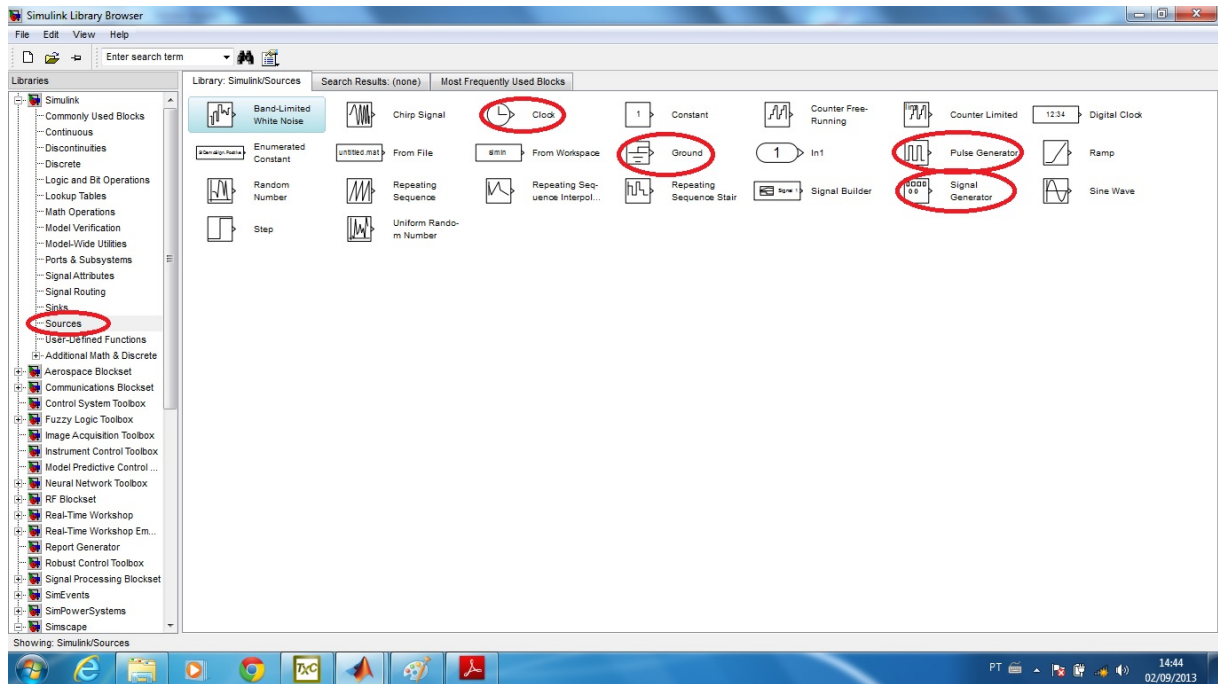 Simulink Library Browser
File Edit View Help
Enter search term
Libraries
Library: Simulink/Sources
Search Results: (none)
Most Frequently Used Blocks
Simulink
Commonly Used Blocks
Continuous
Discontinuities
Discrete
Logic and Bit Operations
Lookup Tables
Math Operations
Model Verification
Model-Wide Utilities
Ports & Subsystems
Signal Attributes
Signal Routing
Sinks
Sources
User-Defined Functions
Additional Math & Discrete
Aerospace Blockset
Communications Blockset
Control System Toolbox
Fuzzy Logic Toolbox
Image Acquisition Toolbox
Instrument Control Toolbox
Model Predictive Control ...
Neural Network Toolbox
RF Blockset
Real-Time Workshop
Real-Time Workshop Em...
Report Generator
Robust Control Toolbox
Signal Processing Blockset
SimEvents
SimPowerSystems
Simscape
Band-Limited
White Noise
Chirp Signal
Clock
1
Constant
Counter Free-
Running
Counter Limited
12:34
Digital Clock
Enumerated
Constant
untitled.mat
From File
simin
From Workspace
Ground
1
In1
Pulse Generator
Ramp
Random
Number
Repeating
Sequence
Repeating Seq-
uence Interpol...
Repeating
Sequence Stair
Signal 1
Signal Builder
Signal
Generator
Sine Wave
Step
Uniform Rando-
m Number
Showing: Simulink/Sources
TXC
PT
14:44
02/09/2013